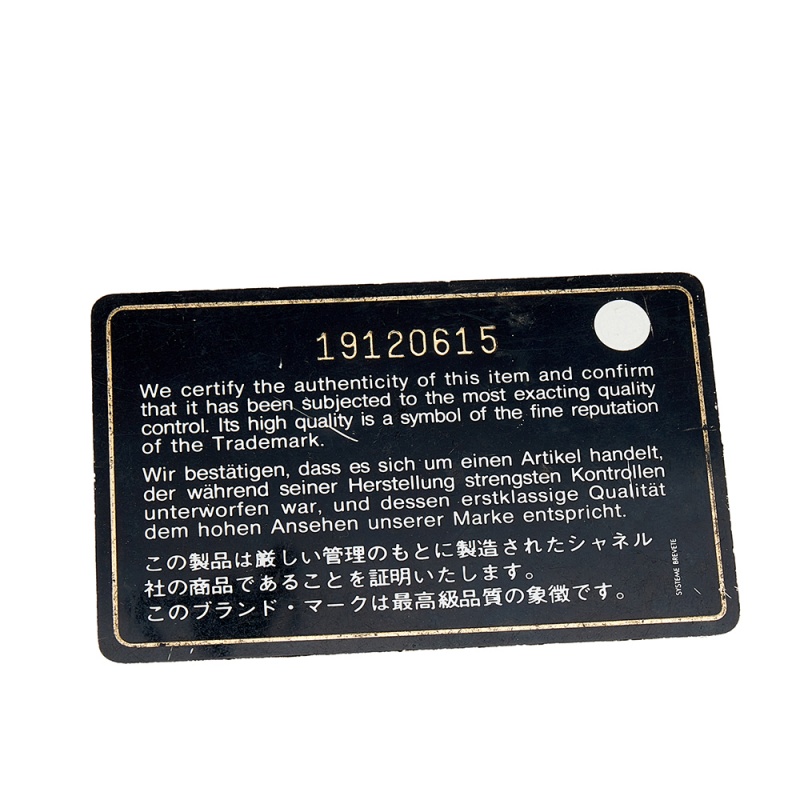 19120615
We certify the authenticity of this item and confirm
that it has been subjected to the most exacting quality
control. Its high quality is a symbol of the fine reputation
of the Trademark.
Wir bestätigen, dass es sich um einen Artikel handelt,
der während seiner Herstellung strengsten Kontrollen
unterworfen war, und dessen erstklassige Qualität
dem hohen Ansehen unserer Marke entspricht.
この製品は厳しい管理のもとに製造されたシャネル
社の商品であることを証明いたします。
このブランド・マークは最高級品質の象徴です。
SYSTEME BREVETE